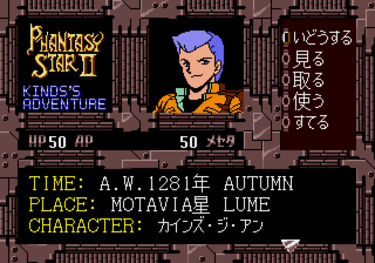 PHANTASY
STAR II
KINDS'S
ADVENTURE
いどうする
見る
取る
使う
すてる
HP 50 AP 50 メセタ
TIME: A.W.1281年 AUTUMN
PLACE: MOTAVIA星 LUME
CHARACTER: カインズ・ジ・アン